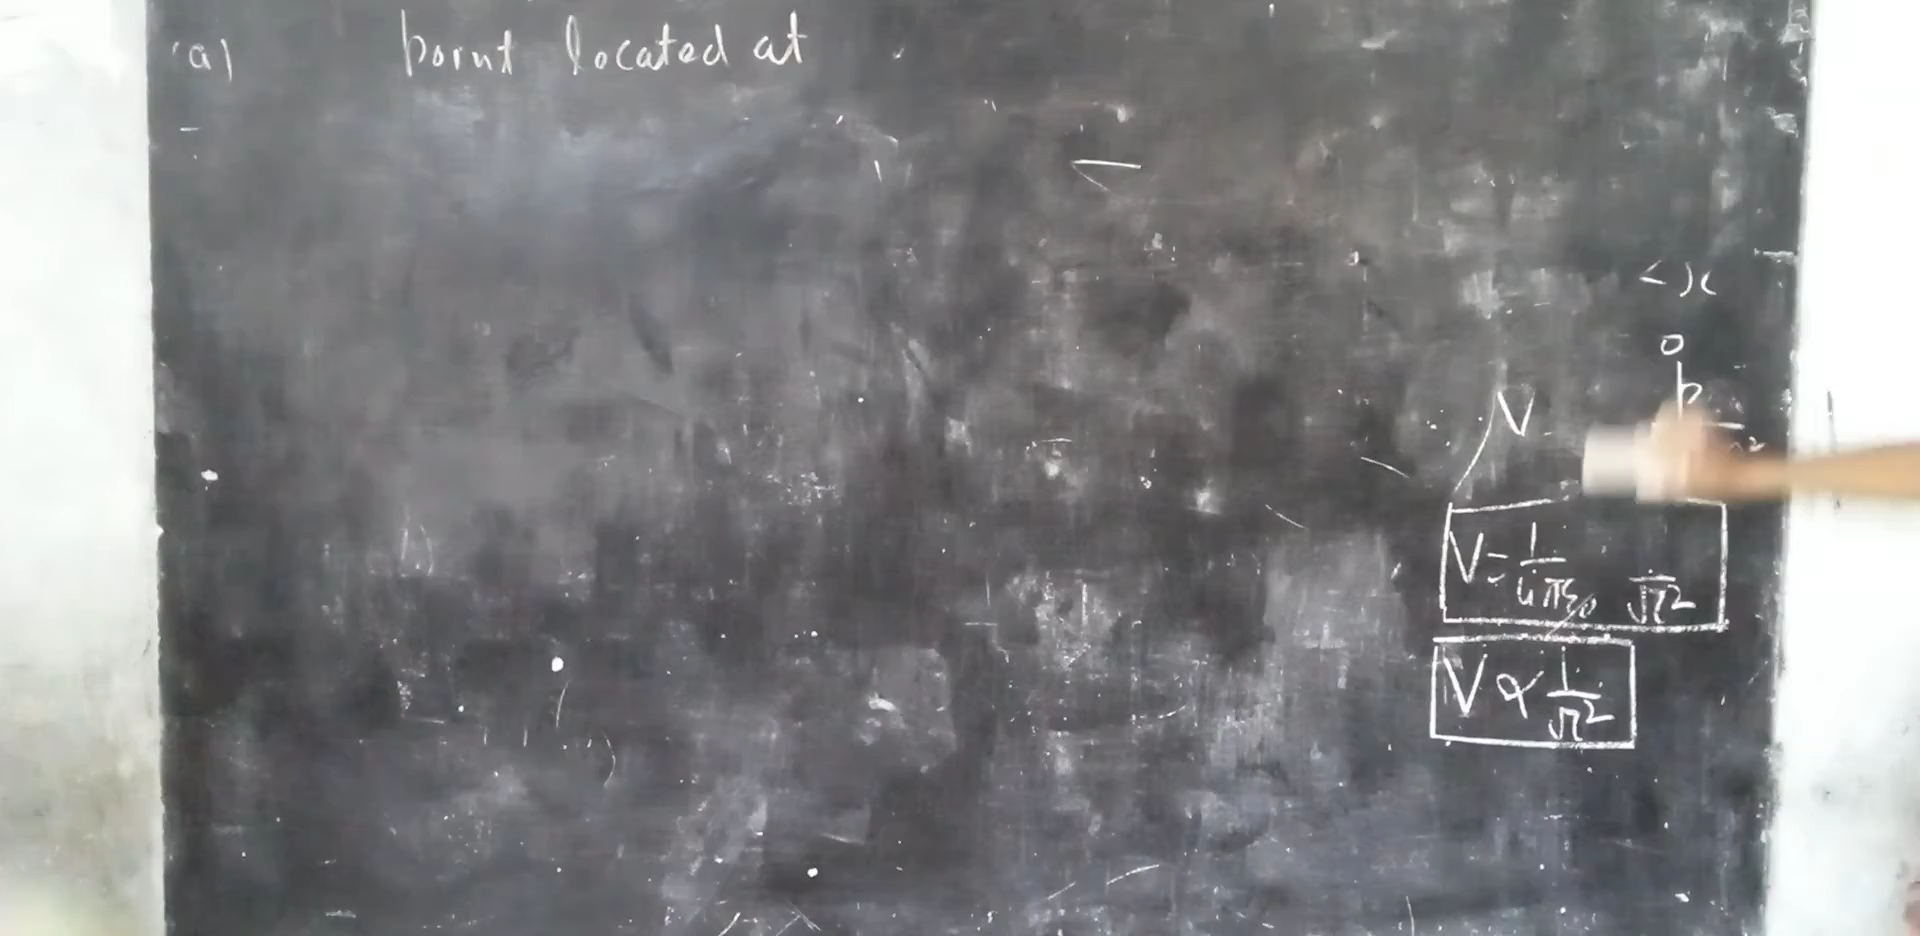 (a) point located at
<x
o
p
V
V = 1/4πε0 r²
V ∝ 1/r²